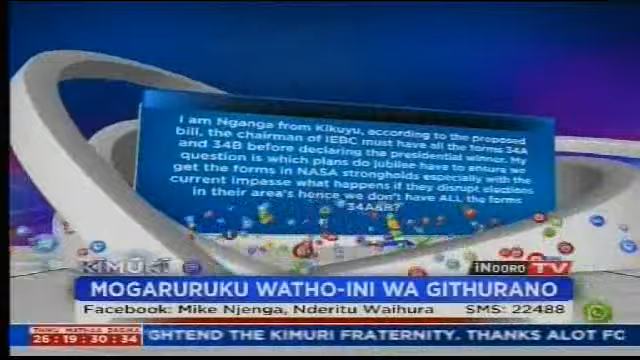 I am Nganga from Kikuyu, according to the proposed
bill, the chairman of IEBC must have all the forms 34A
and 34B before declaring the presidential winner. My
question is which plans do jubilee have to ensure we
get the forms in NASA strongholds especially with the
current impasse what happens if they disrupt elections
in their area's hence we don't have ALL the forms
"34A&B?"
KIMURI
iNOORO TV
MOGARURUKU WATHO-INI WA GITHURANO
Facebook: Mike Njenga, Nderitu Waihura SMS: 22488
THIKU MATHAA DAGIKA
26:19:30:34
GHTEND THE KIMURI FRATERNITY. THANKS ALOT FC